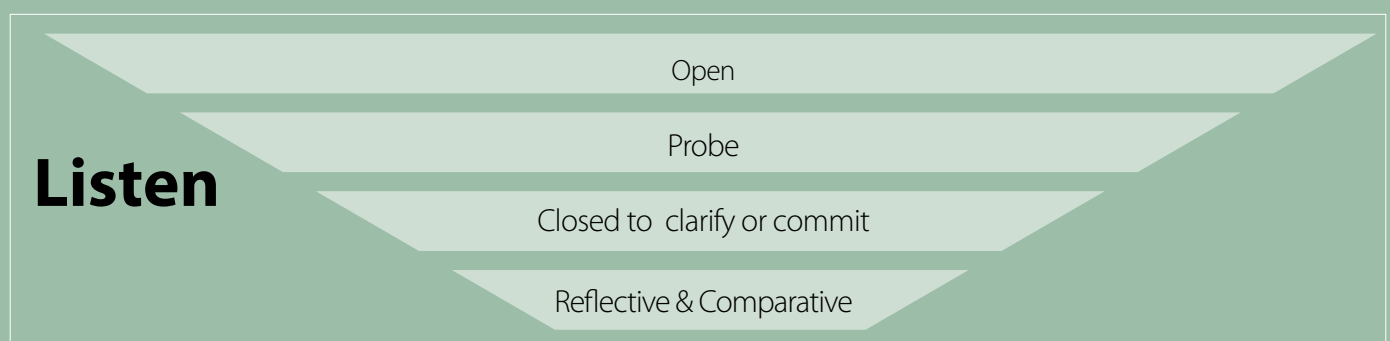 Open
Probe
Listen
Closed to clarify or commit
Reflective & Comparative